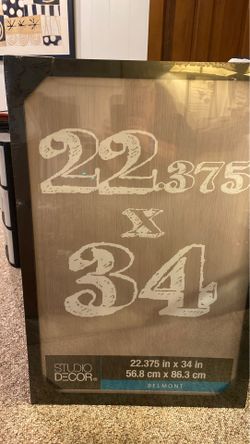 22.375
x
34
STUDIO
DECOR®
22.375 in x 34 in
56.8 cm x 86.3 cm
BELMONT